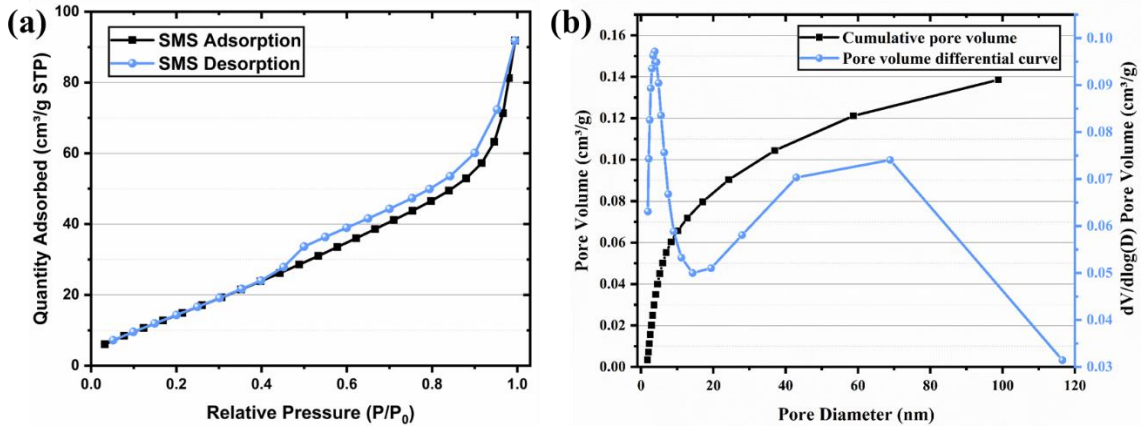 (a)
SMS Adsorption
SMS Desorption
Quantity Adsorbed (cm³/g STP)
100
80
60
40
20
0
0.0 0.2 0.4 0.6 0.8 1.0
Relative Pressure (P/P₀)
(b)
Cumulative pore volume
Pore volume differential curve
Pore Volume (cm³/g)
0.16
0.14
0.12
0.10
0.08
0.06
0.04
0.02
0.00
0 20 40 60 80 100 120
Pore Diameter (nm)
0.10
0.09
0.08
0.07
0.06
0.05
0.04
0.03
dV/dlog(D) Pore Volume (cm³/g)